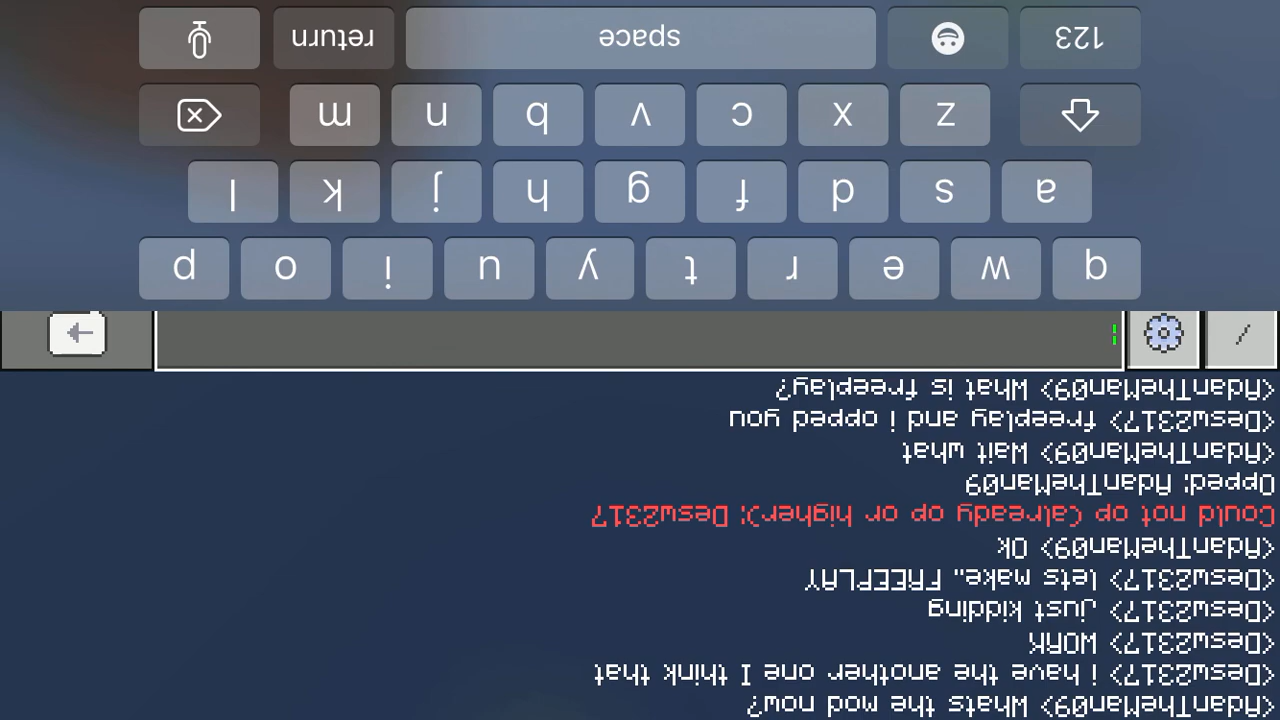 <AdanTheMan09> Whats the mod now?
<Desw2317> i have the another one I think that
<Desw2317> WORK
<Desw2317> just kidding
<Desw2317> lets make.. FREEPLAY
<AdanTheMan09> Ok
Could not op (already op or higher): Desw2317
Opped: AdanTheMan09
<AdanTheMan09> Wait what
<Desw2317> freeplay and i opped you
<AdanTheMan09> What is freeplay?
/
q w e r t y u i o p
a s d f g h j k l
z x c v b n m
123 space return